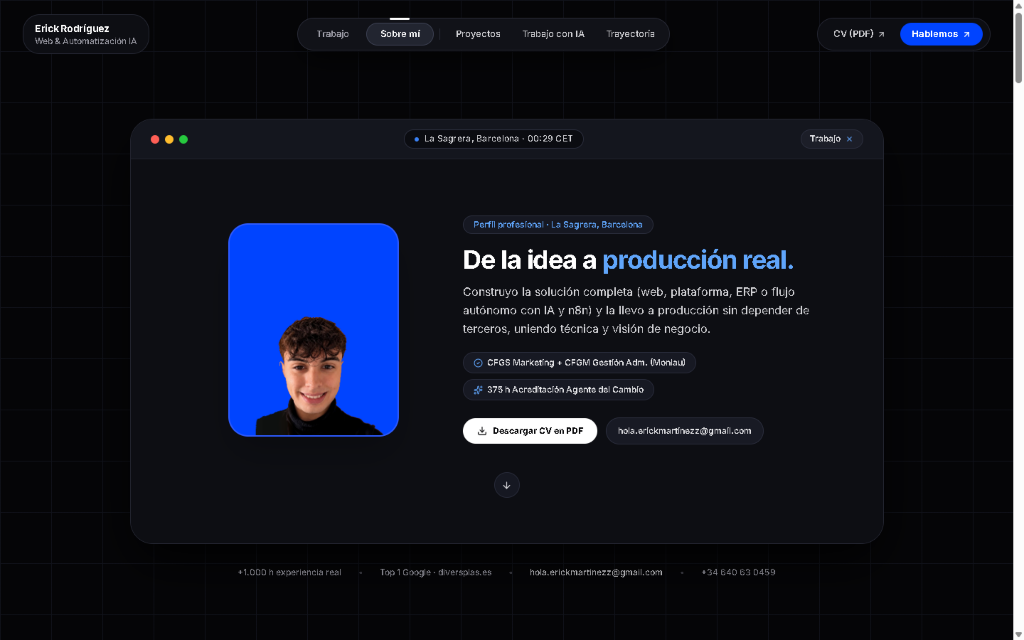 Erick Rodríguez
Web & Automatización IA
Trabajo
Sobre mí
Proyectos
Trabajo con IA
Trayectoria
CV (PDF) ↗
Hablemos ↗
La Sagrera, Barcelona · 00:29 CET
Trabajo ×
Perfil profesional · La Sagrera, Barcelona
De la idea a producción real.
Construyo la solución completa (web, plataforma, ERP o flujo
autónomo con IA y n8n) y la llevo a producción sin depender de
terceros, uniendo técnica y visión de negocio.
CFGS Marketing + CFGM Gestión Adm. (Monlau)
375 h Acreditación Agente del Cambio
Descargar CV en PDF
hola.erickmartinezz@gmail.com
+1.000 h experiencia real
Top 1 Google · diversplas.es
hola.erickmartinezz@gmail.com
+34 640 63 0459